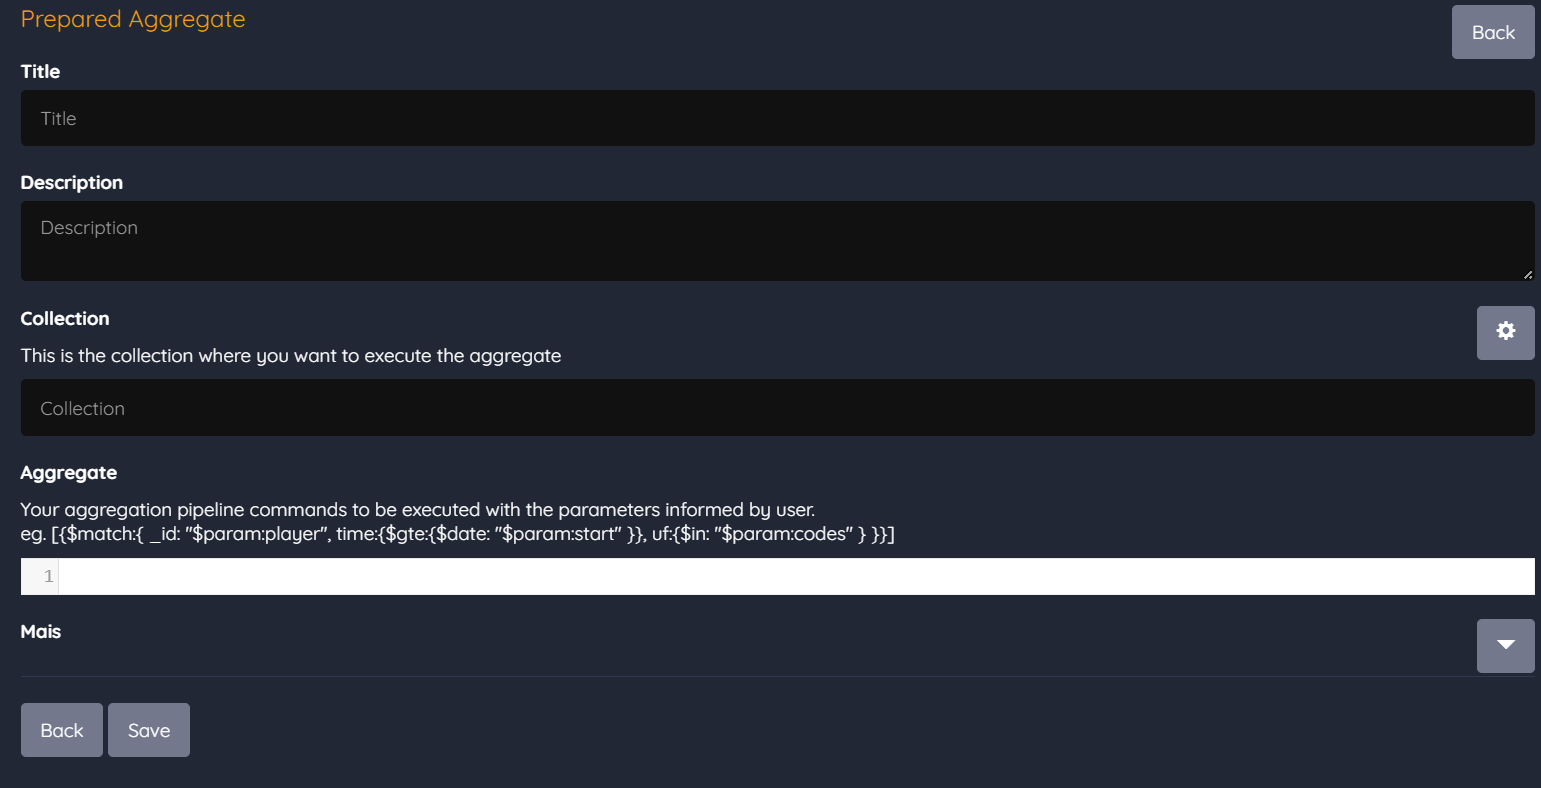 Prepared Aggregate
Back
Title
Title
Description
Description
Collection
This is the collection where you want to execute the aggregate
Collection
Aggregate
Your aggregation pipeline commands to be executed with the parameters informed by user.
eg. [{$match:{ _id: "$param:player", time:{$gte:{$date: "$param:start" }}, uf:{$in: "$param:codes" } }}]
1
Mais
Back Save